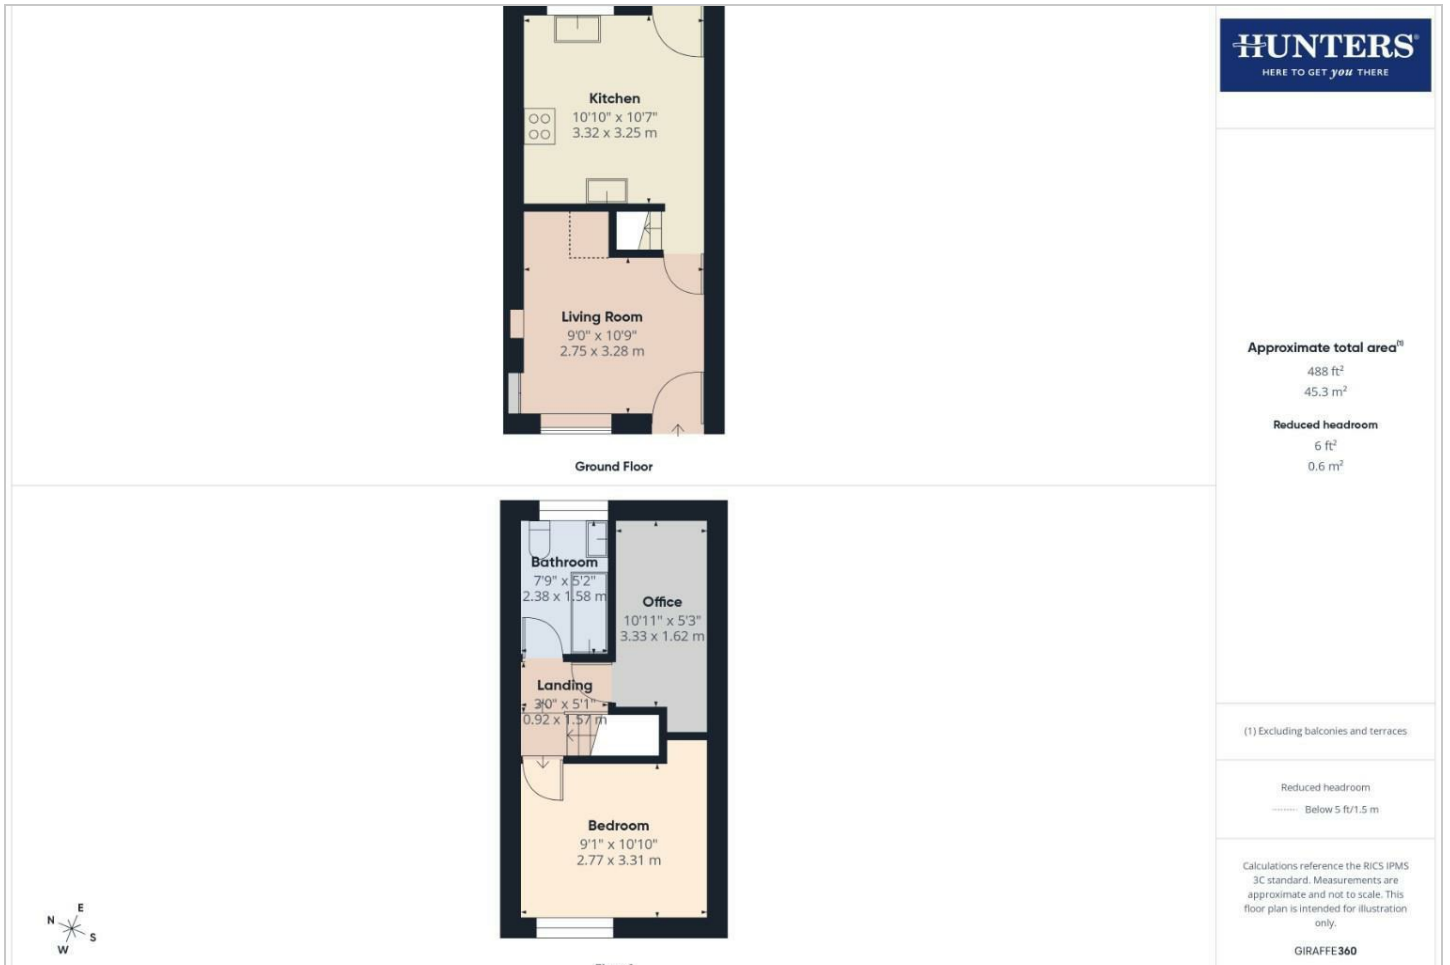 Kitchen
10'10" x 10'7"
3.32 x 3.25 m
Living Room
9'0" x 10'9"
2.75 x 3.28 m
Ground Floor
Bathroom
7'9" x 5'2"
2.38 x 1.58 m
Office
10'11" x 5'3"
3.33 x 1.62 m
Landing
3'0" x 5'1"
0.92 x 1.57 m
Bedroom
9'1" x 10'10"
2.77 x 3.31 m
E
N
S
W
HUNTERS®
HERE TO GET you THERE
Approximate total area(1)
488 ft²
45.3 m²
Reduced headroom
6 ft²
0.6 m²
(1) Excluding balconies and terraces
Reduced headroom
Below 5 ft/1.5 m
Calculations reference the RICS IPMS
3C standard. Measurements are
approximate and not to scale. This
floor plan is intended for illustration
only.
GIRAFFE360